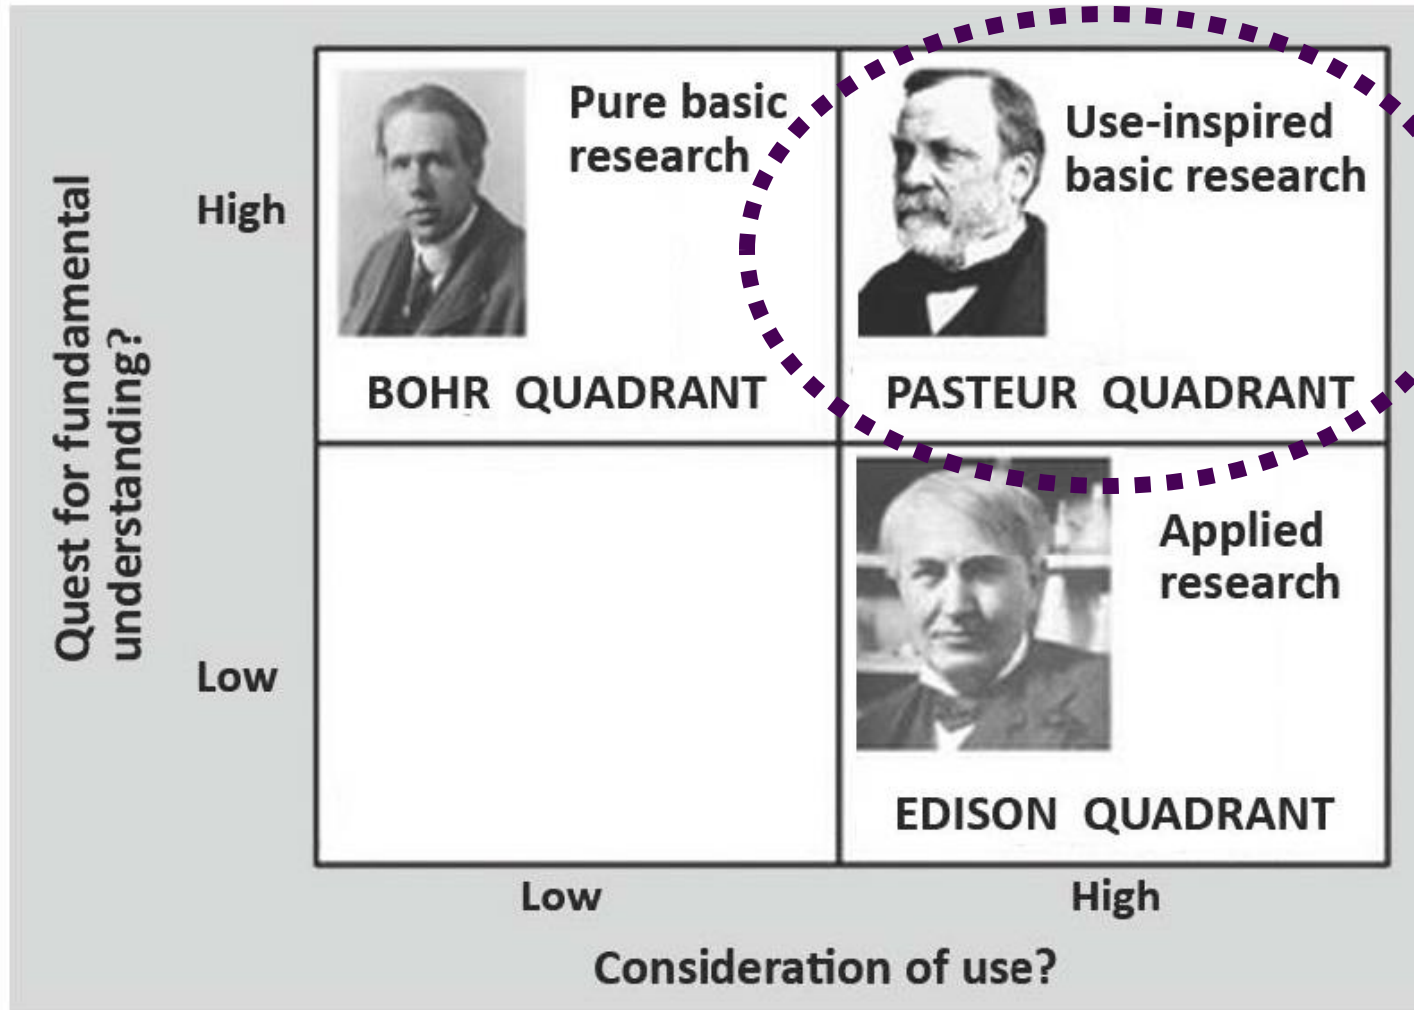 Quest for fundamental
understanding?
High
Low
Pure basic
research
BOHR QUADRANT
Use-inspired
basic research
PASTEUR QUADRANT
Applied
research
EDISON QUADRANT
Low
High
Consideration of use?